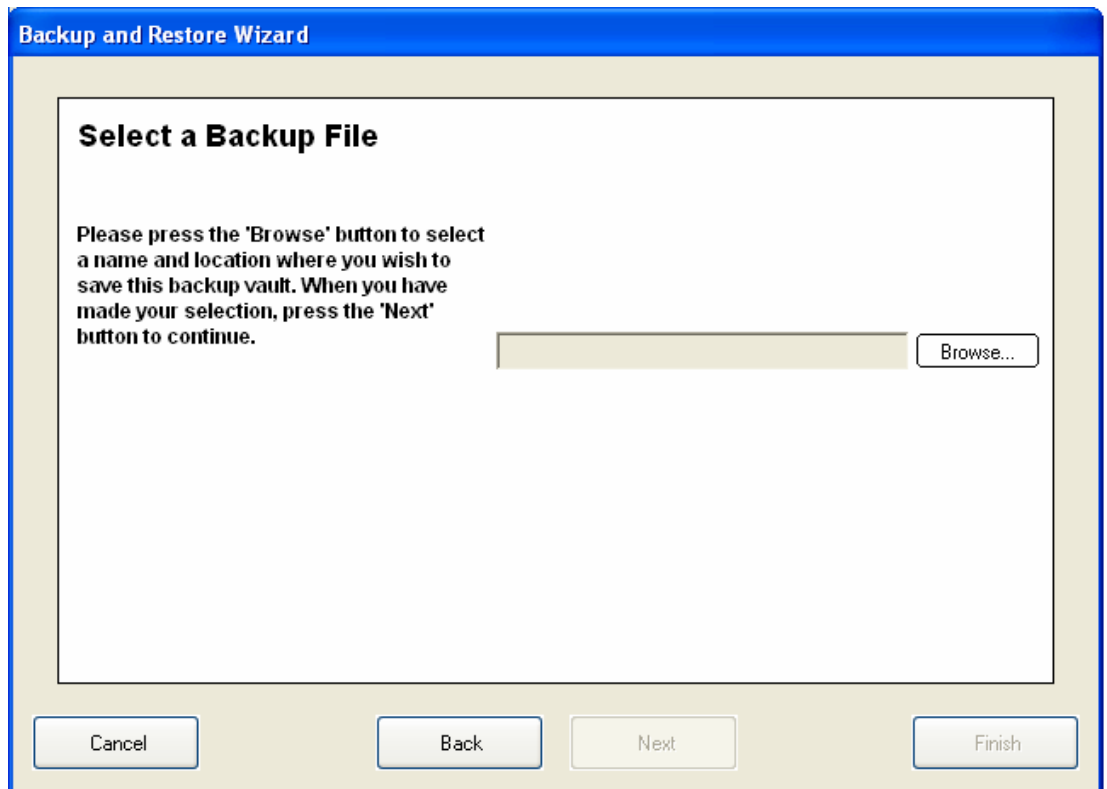 Backup and Restore Wizard
Select a Backup File
Please press the 'Browse' button to select
a name and location where you wish to
save this backup vault. When you have
made your selection, press the 'Next'
button to continue.
Browse...
Cancel
Back
Next
Finish